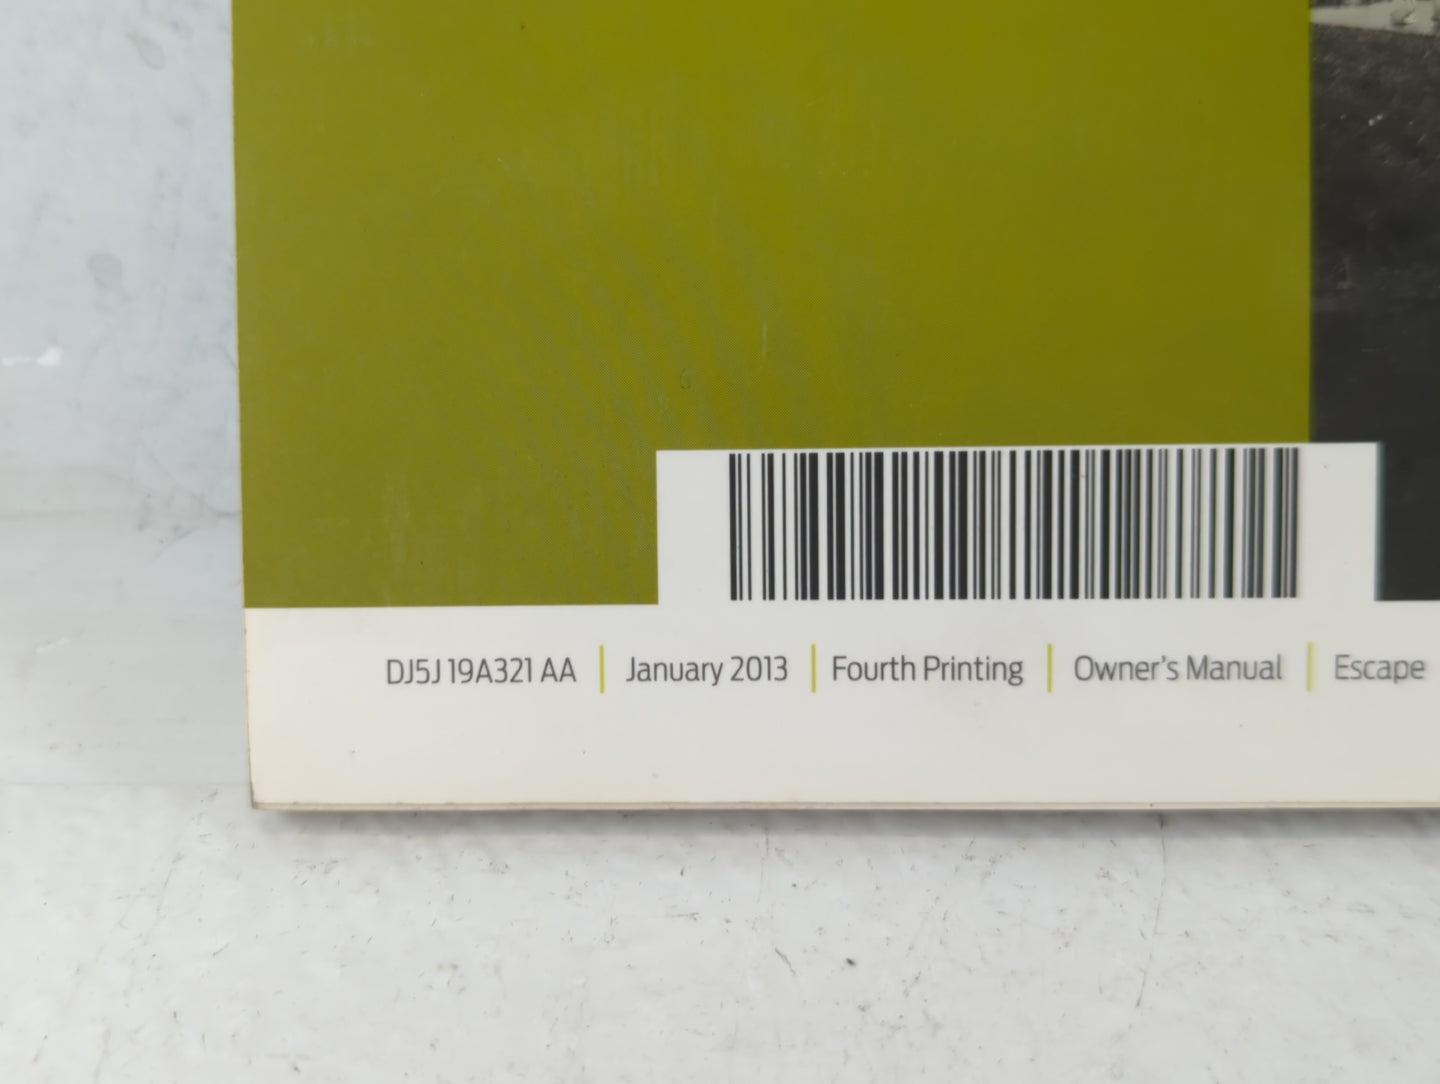 DJ5J 19A321 AA | January 2013 | Fourth Printing | Owner's Manual | Escape